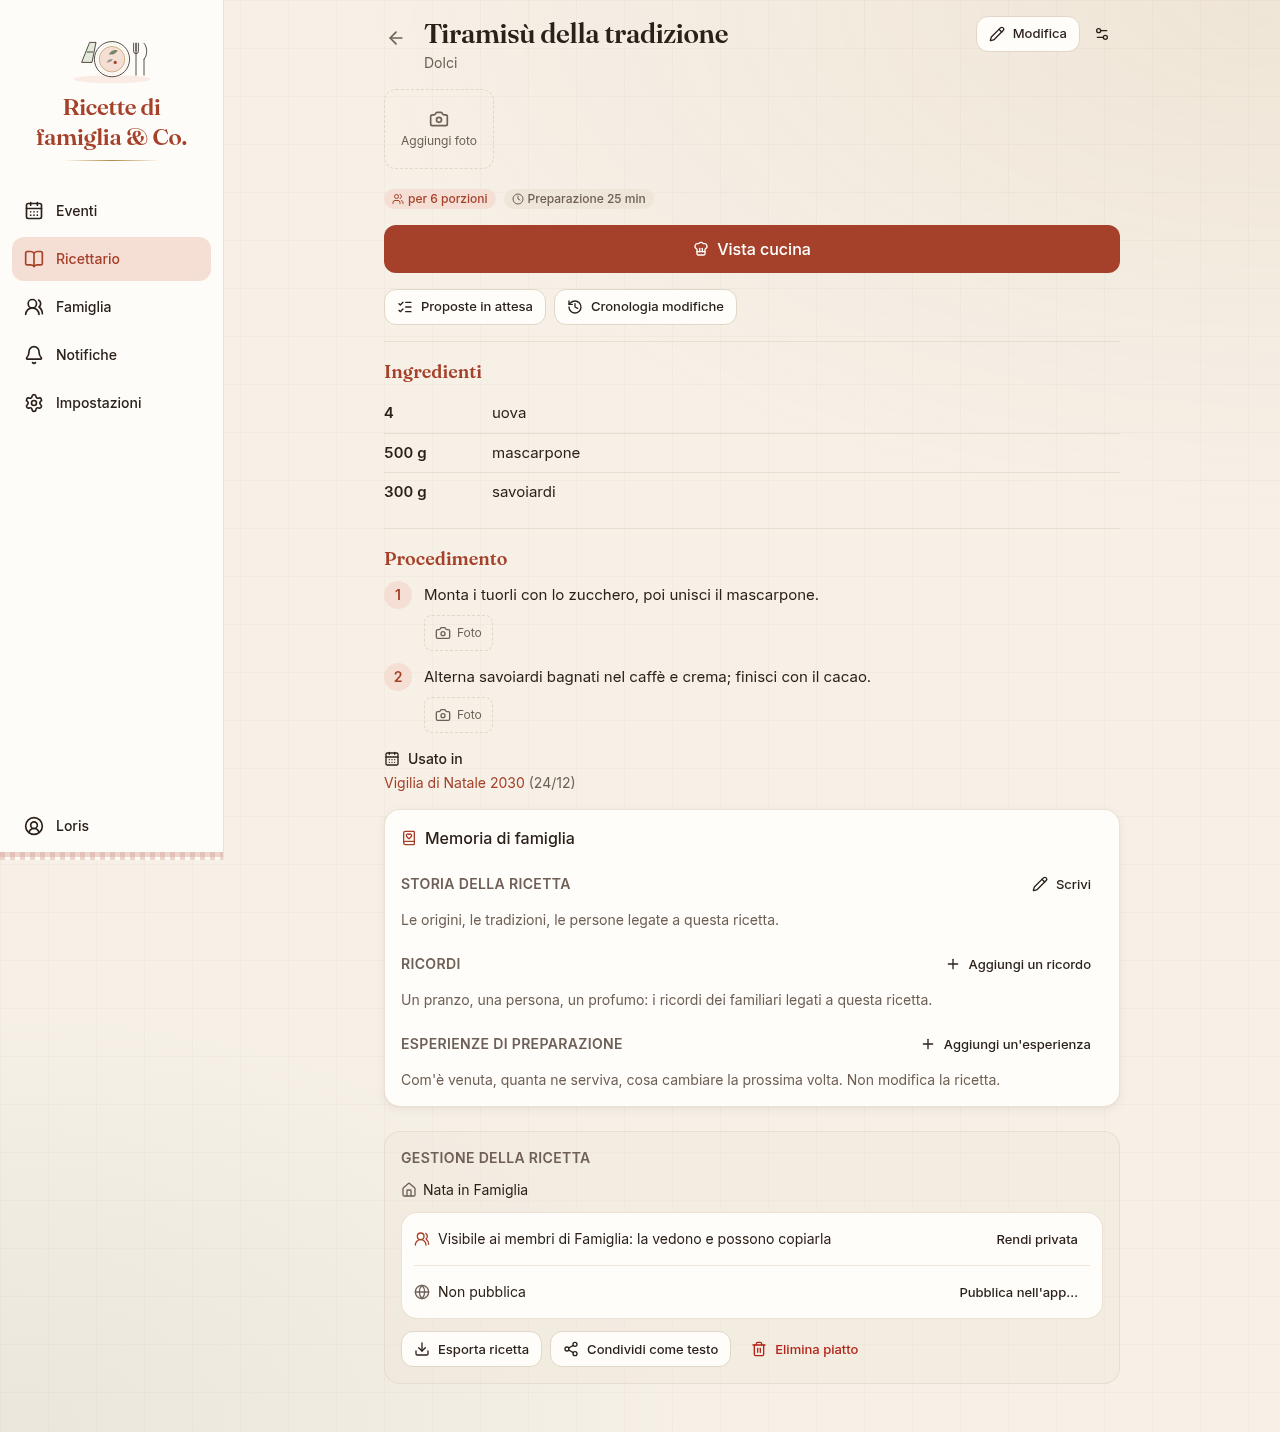 Ricette di
famiglia & Co.
Eventi
Ricettario
Famiglia
Notifiche
Impostazioni
Loris
Tiramisù della tradizione
Dolci
Modifica
Aggiungi foto
per 6 porzioni
Preparazione 25 min
Vista cucina
Proposte in attesa
Cronologia modifiche
Ingredienti
4 uova
500 g mascarpone
300 g savoiardi
Procedimento
1 Monta i tuorli con lo zucchero, poi unisci il mascarpone.
Foto
2 Alterna savoiardi bagnati nel caffè e crema; finisci con il cacao.
Foto
Usato in
Vigilia di Natale 2030 (24/12)
Memoria di famiglia
STORIA DELLA RICETTA
Scrivi
Le origini, le tradizioni, le persone legate a questa ricetta.
RICORDI
Aggiungi un ricordo
Un pranzo, una persona, un profumo: i ricordi dei familiari legati a questa ricetta.
ESPERIENZE DI PREPARAZIONE
Aggiungi un'esperienza
Com'è venuta, quanta ne serviva, cosa cambiare la prossima volta. Non modifica la ricetta.
GESTIONE DELLA RICETTA
Nata in Famiglia
Visibile ai membri di Famiglia: la vedono e possono copiarla
Rendi privata
Non pubblica
Pubblica nell'app…
Esporta ricetta
Condividi come testo
Elimina piatto